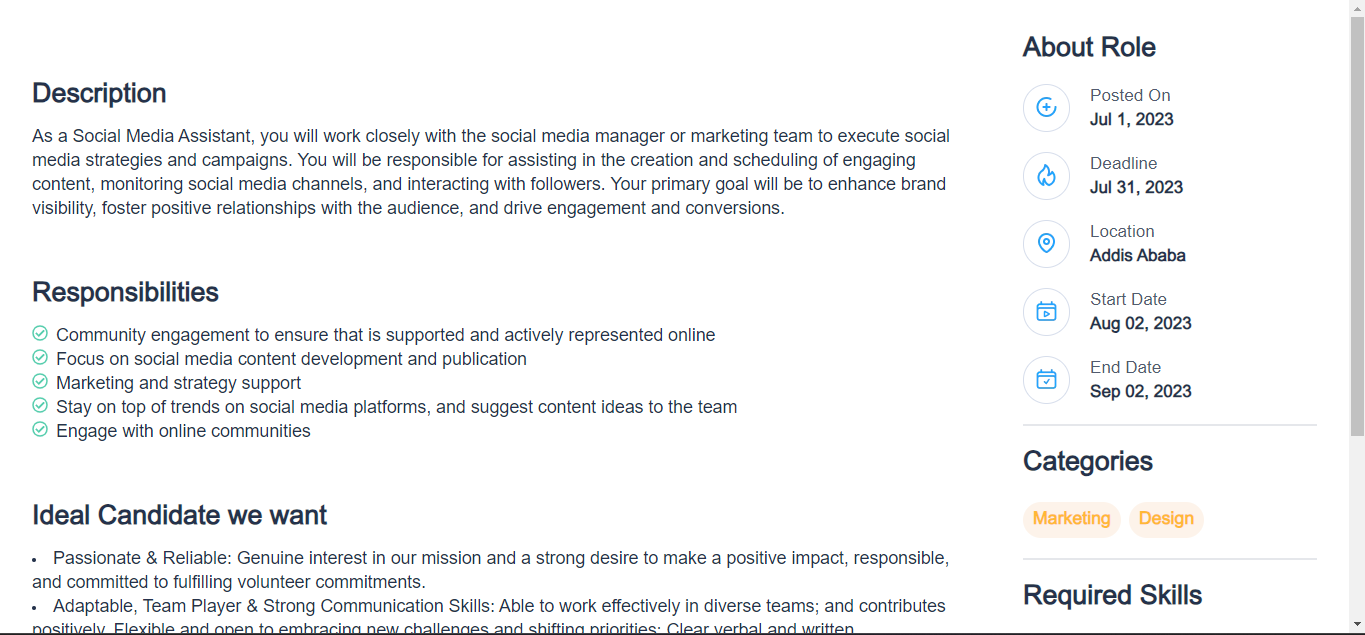 Description
As a Social Media Assistant, you will work closely with the social media manager or marketing team to execute social
media strategies and campaigns. You will be responsible for assisting in the creation and scheduling of engaging
content, monitoring social media channels, and interacting with followers. Your primary goal will be to enhance brand
visibility, foster positive relationships with the audience, and drive engagement and conversions.
Responsibilities
Community engagement to ensure that is supported and actively represented online
Focus on social media content development and publication
Marketing and strategy support
Stay on top of trends on social media platforms, and suggest content ideas to the team
Engage with online communities
Ideal Candidate we want
• Passionate & Reliable: Genuine interest in our mission and a strong desire to make a positive impact, responsible,
and committed to fulfilling volunteer commitments.
• Adaptable, Team Player & Strong Communication Skills: Able to work effectively in diverse teams; and contributes
positively. Flexible and open to embracing new challenges and shifting priorities; Clear verbal and written
About Role
Posted On
Jul 1, 2023
Deadline
Jul 31, 2023
Location
Addis Ababa
Start Date
Aug 02, 2023
End Date
Sep 02, 2023
Categories
Marketing Design
Required Skills